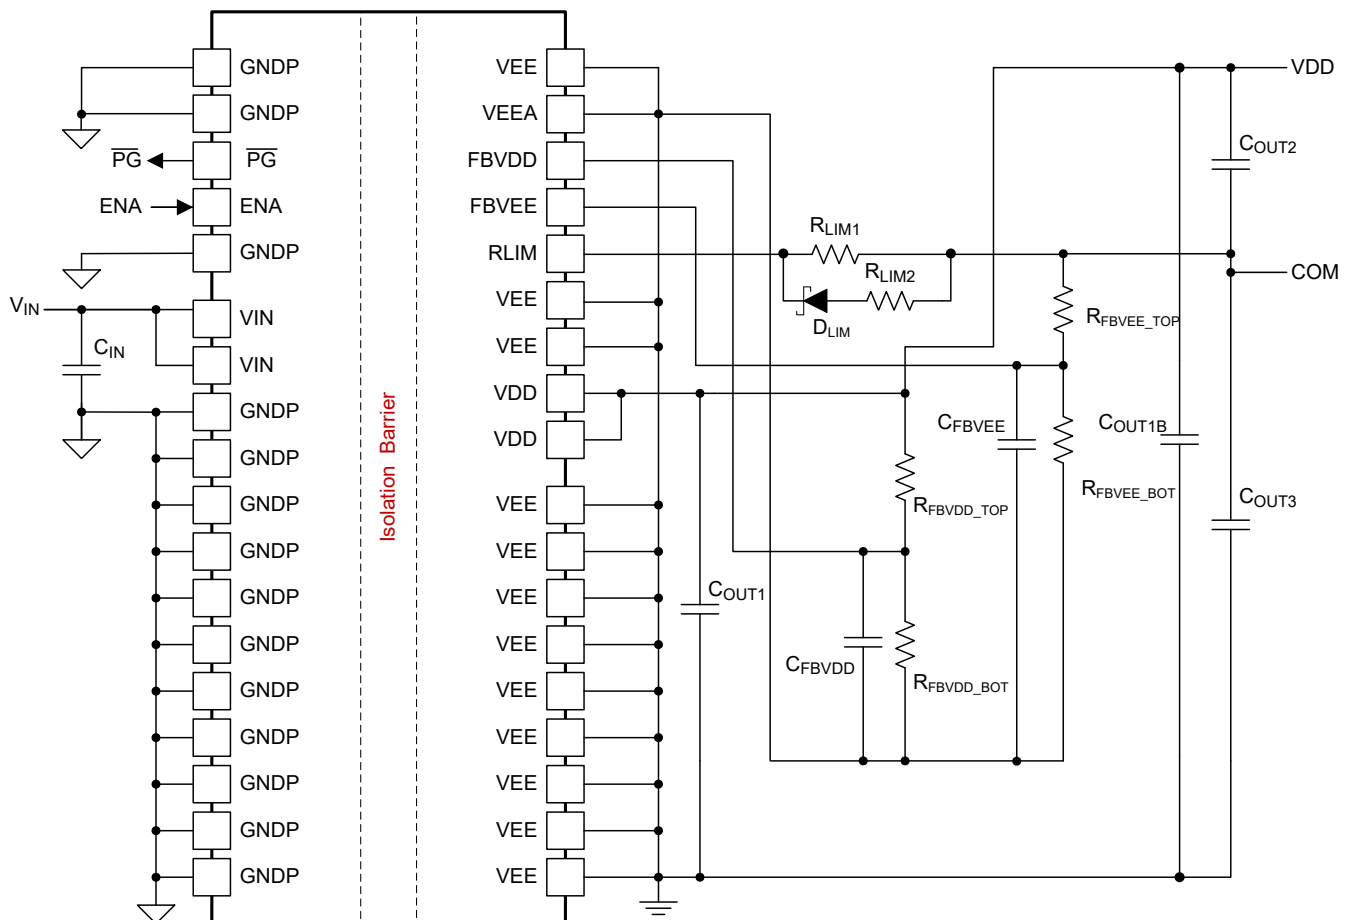 GNDP
GNDP
PG
PG
ENA
ENA
GNDP
VIN
VIN
CIN
VIN
GNDP
GNDP
GNDP
GNDP
GNDP
GNDP
GNDP
GNDP
GNDP
GNDP
GNDP
Isolation Barrier
VEE
VEEA
FBVDD
FBVEE
RLIM
VEE
VEE
VDD
VDD
VEE
VEE
VEE
VEE
VEE
VEE
VEE
VEE
VEE
RLIM1
RLIM2
DLIM
COUT1
CFBVDD
RFBVDD_TOP
RFBVDD_BOT
CFBVEE
RFBVEE_TOP
RFBVEE_BOT
COUT1B
VDD
COUT2
COM
COUT3